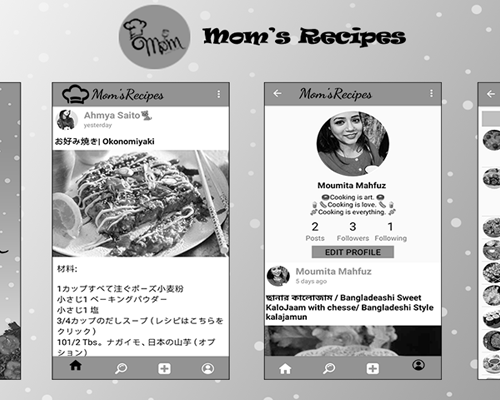 Mom
Mom's Recipes
Mom'sRecipes
Ahmya Saito
yesterday
お好み焼き| Okonomiyaki
材料:
1カップすべて注ぐポーズ小麦粉
小さじ1 ベーキングパウダー
小さじ1 塩
3/4カップのだしスープ（レシピはこちらを
クリック）
101/2 Tbs。ナガイモ、日本の山芋（オプ
ション）
Mom'sRecipes
Moumita Mahfuz
Cooking is art.
Cooking is love.
Cooking is everything.
2 3 1
Posts Followers Following
EDIT PROFILE
Moumita Mahfuz
5 days ago
ছানার কালোজাম / Bangladeashi Sweet
KaloJaam with chesse/ Bangladeshi Style
kalajamun